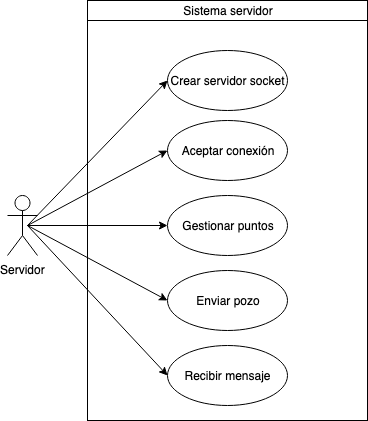 Sistema servidor
Crear servidor socket
Aceptar conexión
Gestionar puntos
Servidor
Enviar pozo
Recibir mensaje